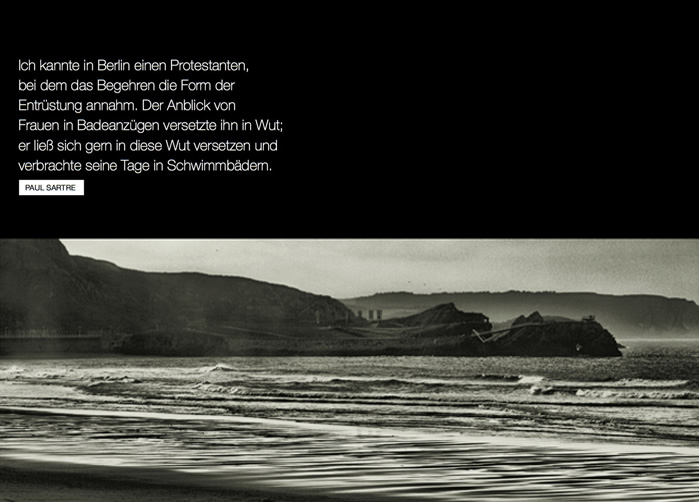 Ich kannte in Berlin einen Protestanten,
bei dem das Begehren die Form der
Entrüstung annahm. Der Anblick von
Frauen in Badeanzügen versetzte ihn in Wut;
er ließ sich gern in diese Wut versetzen und
verbrachte seine Tage in Schwimmbädern.
PAUL SARTRE